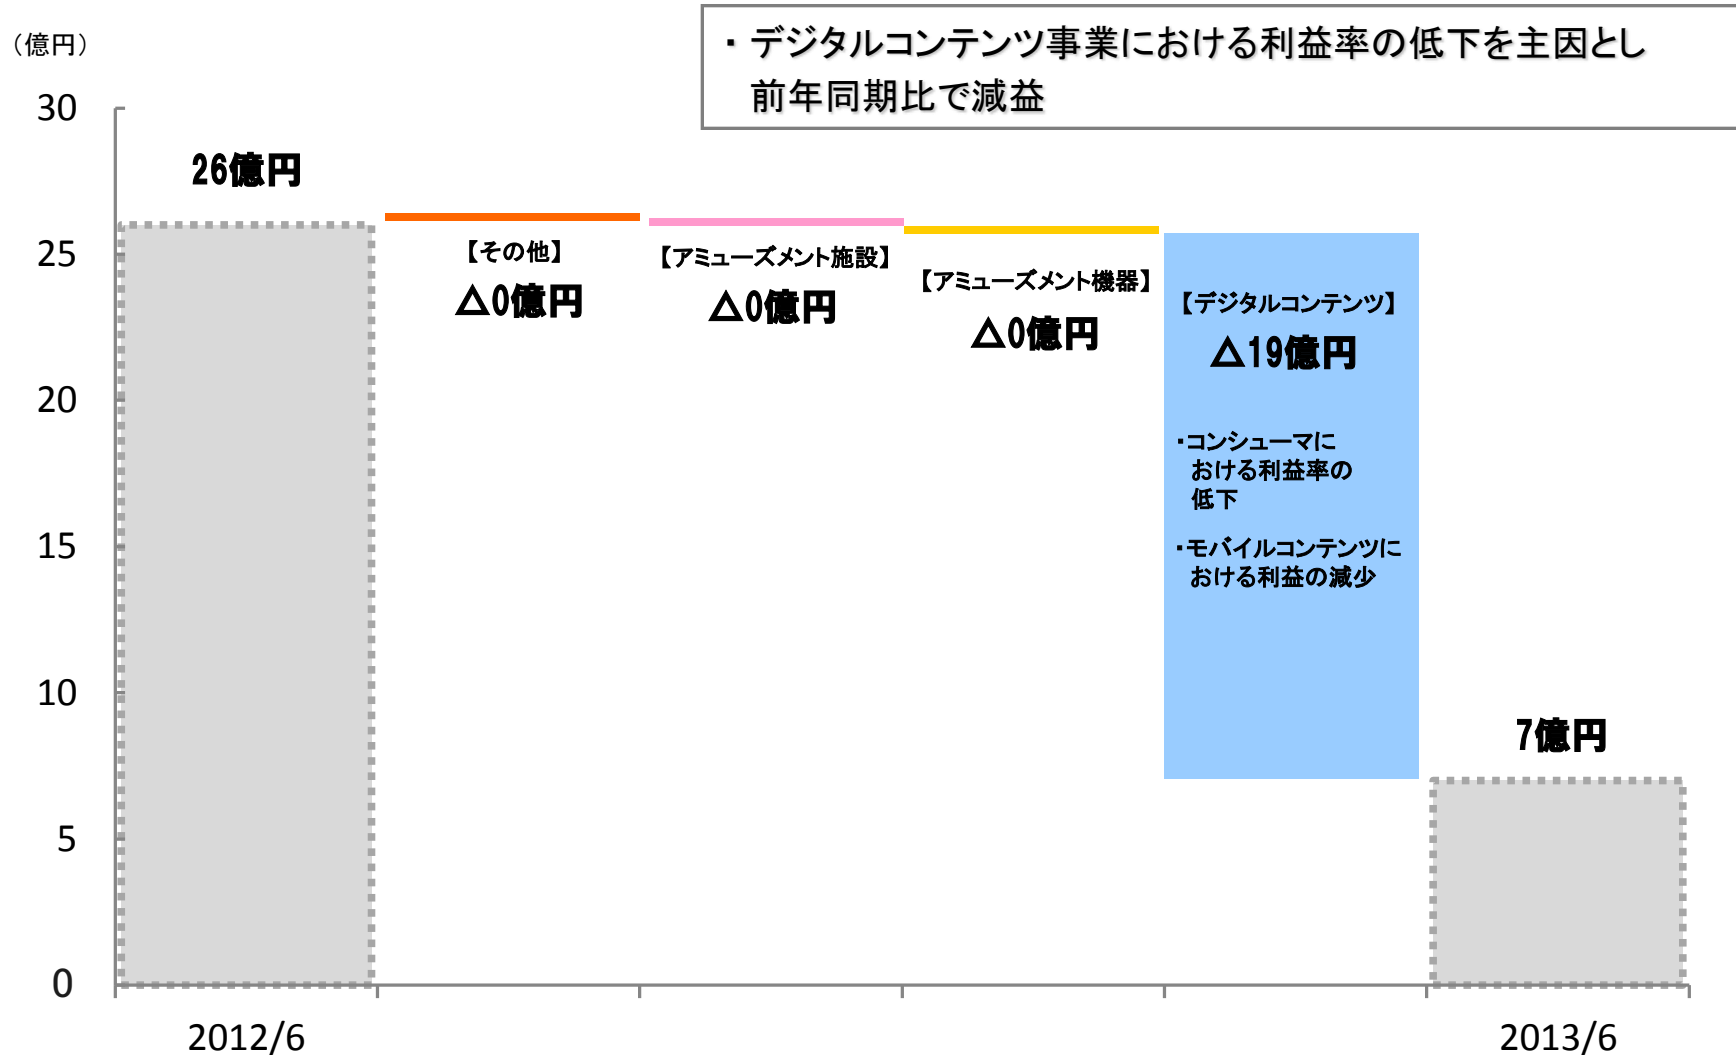 （億円）
・デジタルコンテンツ事業における利益率の低下を主因とし
前年同期比で減益
30
25
20
15
10
5
0
26億円
【その他】
△0億円
【アミューズメント施設】
△0億円
【アミューズメント機器】
△0億円
【デジタルコンテンツ】
△19億円
・コンシューマに
おける利益率の
低下
・モバイルコンテンツに
おける利益の減少
7億円
2012/6
2013/6